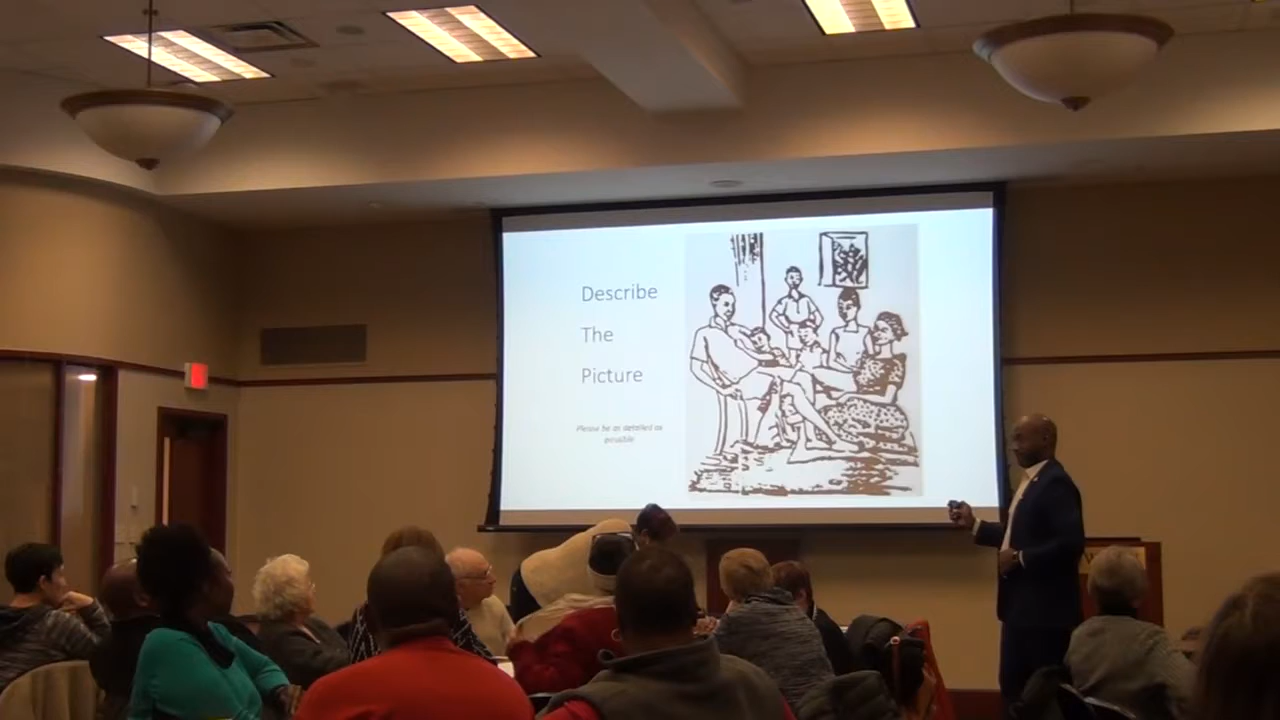 Describe
The
Picture
Please be as detailed as
possible